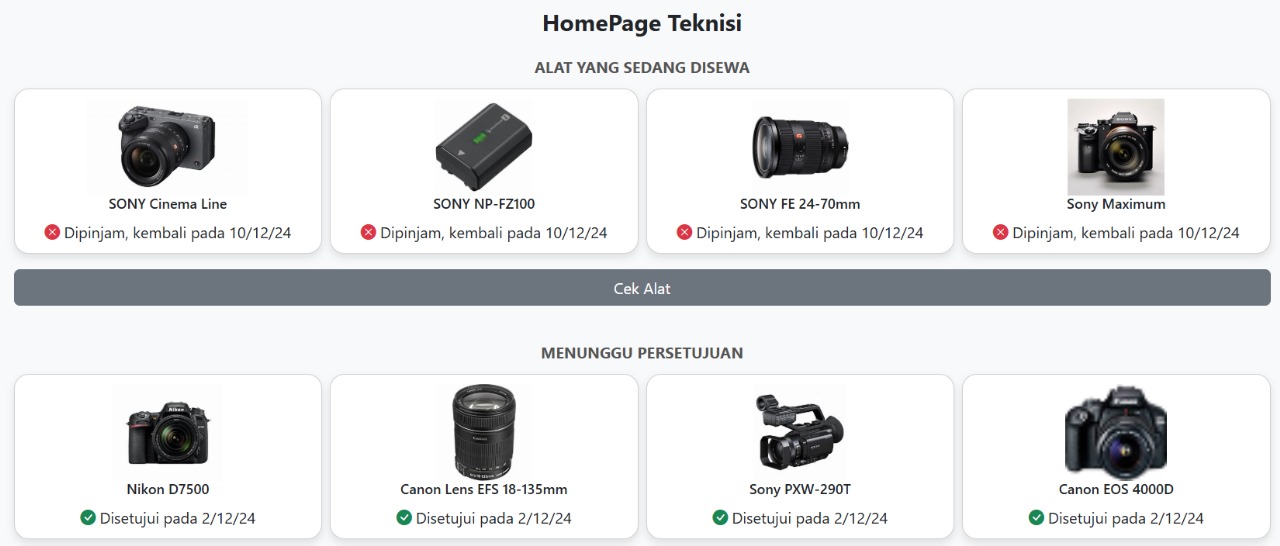 HomePage Teknisi
ALAT YANG SEDANG DISEWA
SONY Cinema Line
Dipinjam, kembali pada 10/12/24
SONY NP-FZ100
Dipinjam, kembali pada 10/12/24
SONY FE 24-70mm
Dipinjam, kembali pada 10/12/24
SONY
Sony Maximum
Dipinjam, kembali pada 10/12/24
Cek Alat
MENUNGGU PERSETUJUAN
Nikon
Nikon D7500
Disetujui pada 2/12/24
Canon Lens EFS 18-135mm
Disetujui pada 2/12/24
Sony PXW-290T
Disetujui pada 2/12/24
Canon EOS 4000D
Disetujui pada 2/12/24